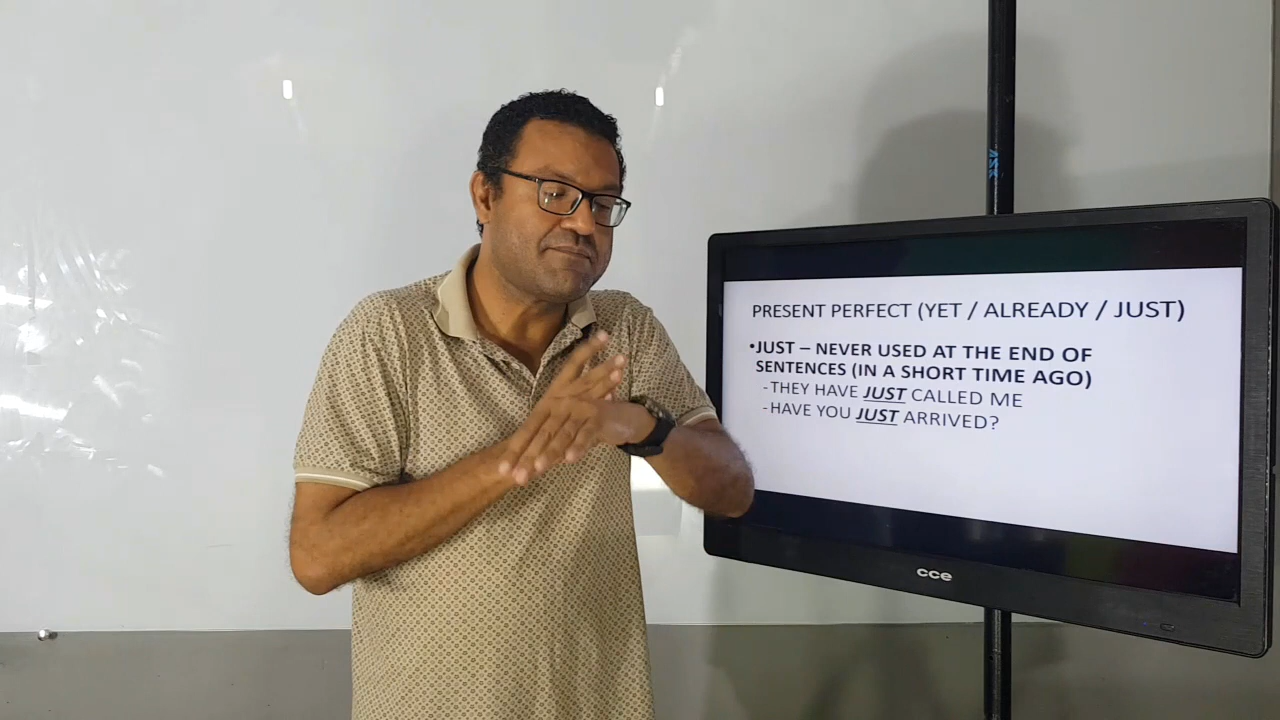 PRESENT PERFECT (YET / ALREADY / JUST)
•JUST – NEVER USED AT THE END OF
SENTENCES (IN A SHORT TIME AGO)
- THEY HAVE JUST CALLED ME
- HAVE YOU JUST ARRIVED?
cce